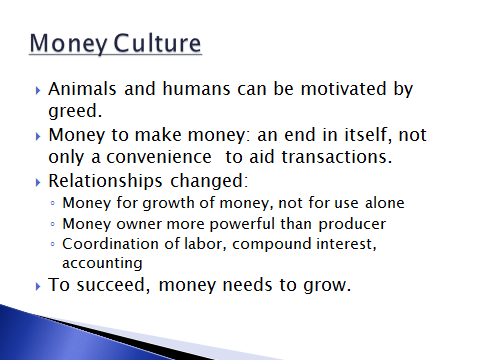 Money Culture
Animals and humans can be motivated by
greed.
Money to make money: an end in itself, not
only a convenience to aid transactions.
Relationships changed:
Money for growth of money, not for use alone
Money owner more powerful than producer
Coordination of labor, compound interest,
accounting
To succeed, money needs to grow.